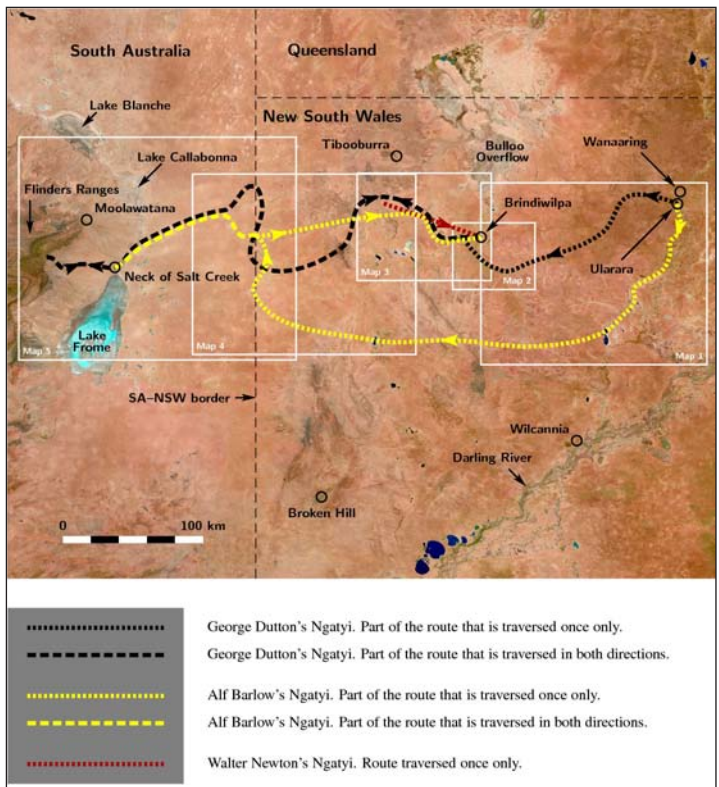 South Australia
Queensland
Lake Blanche
New South Wales
Tibooburra
Bulloo
Overflow
Wanaaring
Lake Callabonna
Flinders Ranges
Moolawatana
Brindiwilpa
Neck of Salt Creek
Map 3
Map 2
Ularara
Lake
Frome
Map 5
Map 4
Map 1
SA–NSW border
Wilcannia
Darling River
Broken Hill
0 100 km
George Dutton's Ngatyi. Part of the route that is traversed once only.
George Dutton's Ngatyi. Part of the route that is traversed in both directions.
Alf Barlow's Ngatyi. Part of the route that is traversed once only.
Alf Barlow's Ngatyi. Part of the route that is traversed in both directions.
Walter Newton's Ngatyi. Route traversed once only.